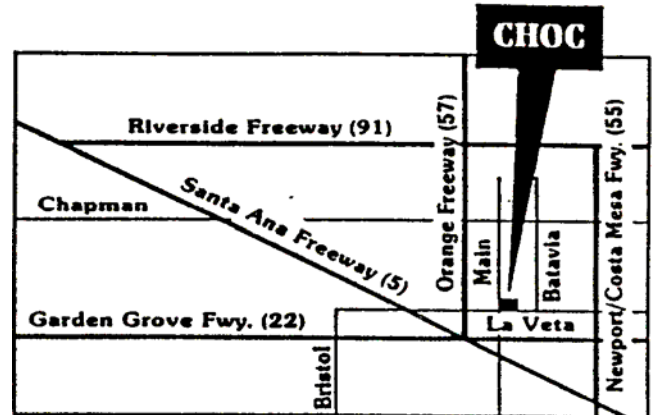 CHOC
Riverside Freeway (91)
Orange Freeway (57)
Newport/Costa Mesa Fwy. (55)
Chapman
Santa Ana Freeway (5)
Main
Batavia
Garden Grove Fwy. (22)
La Veta
Bristol